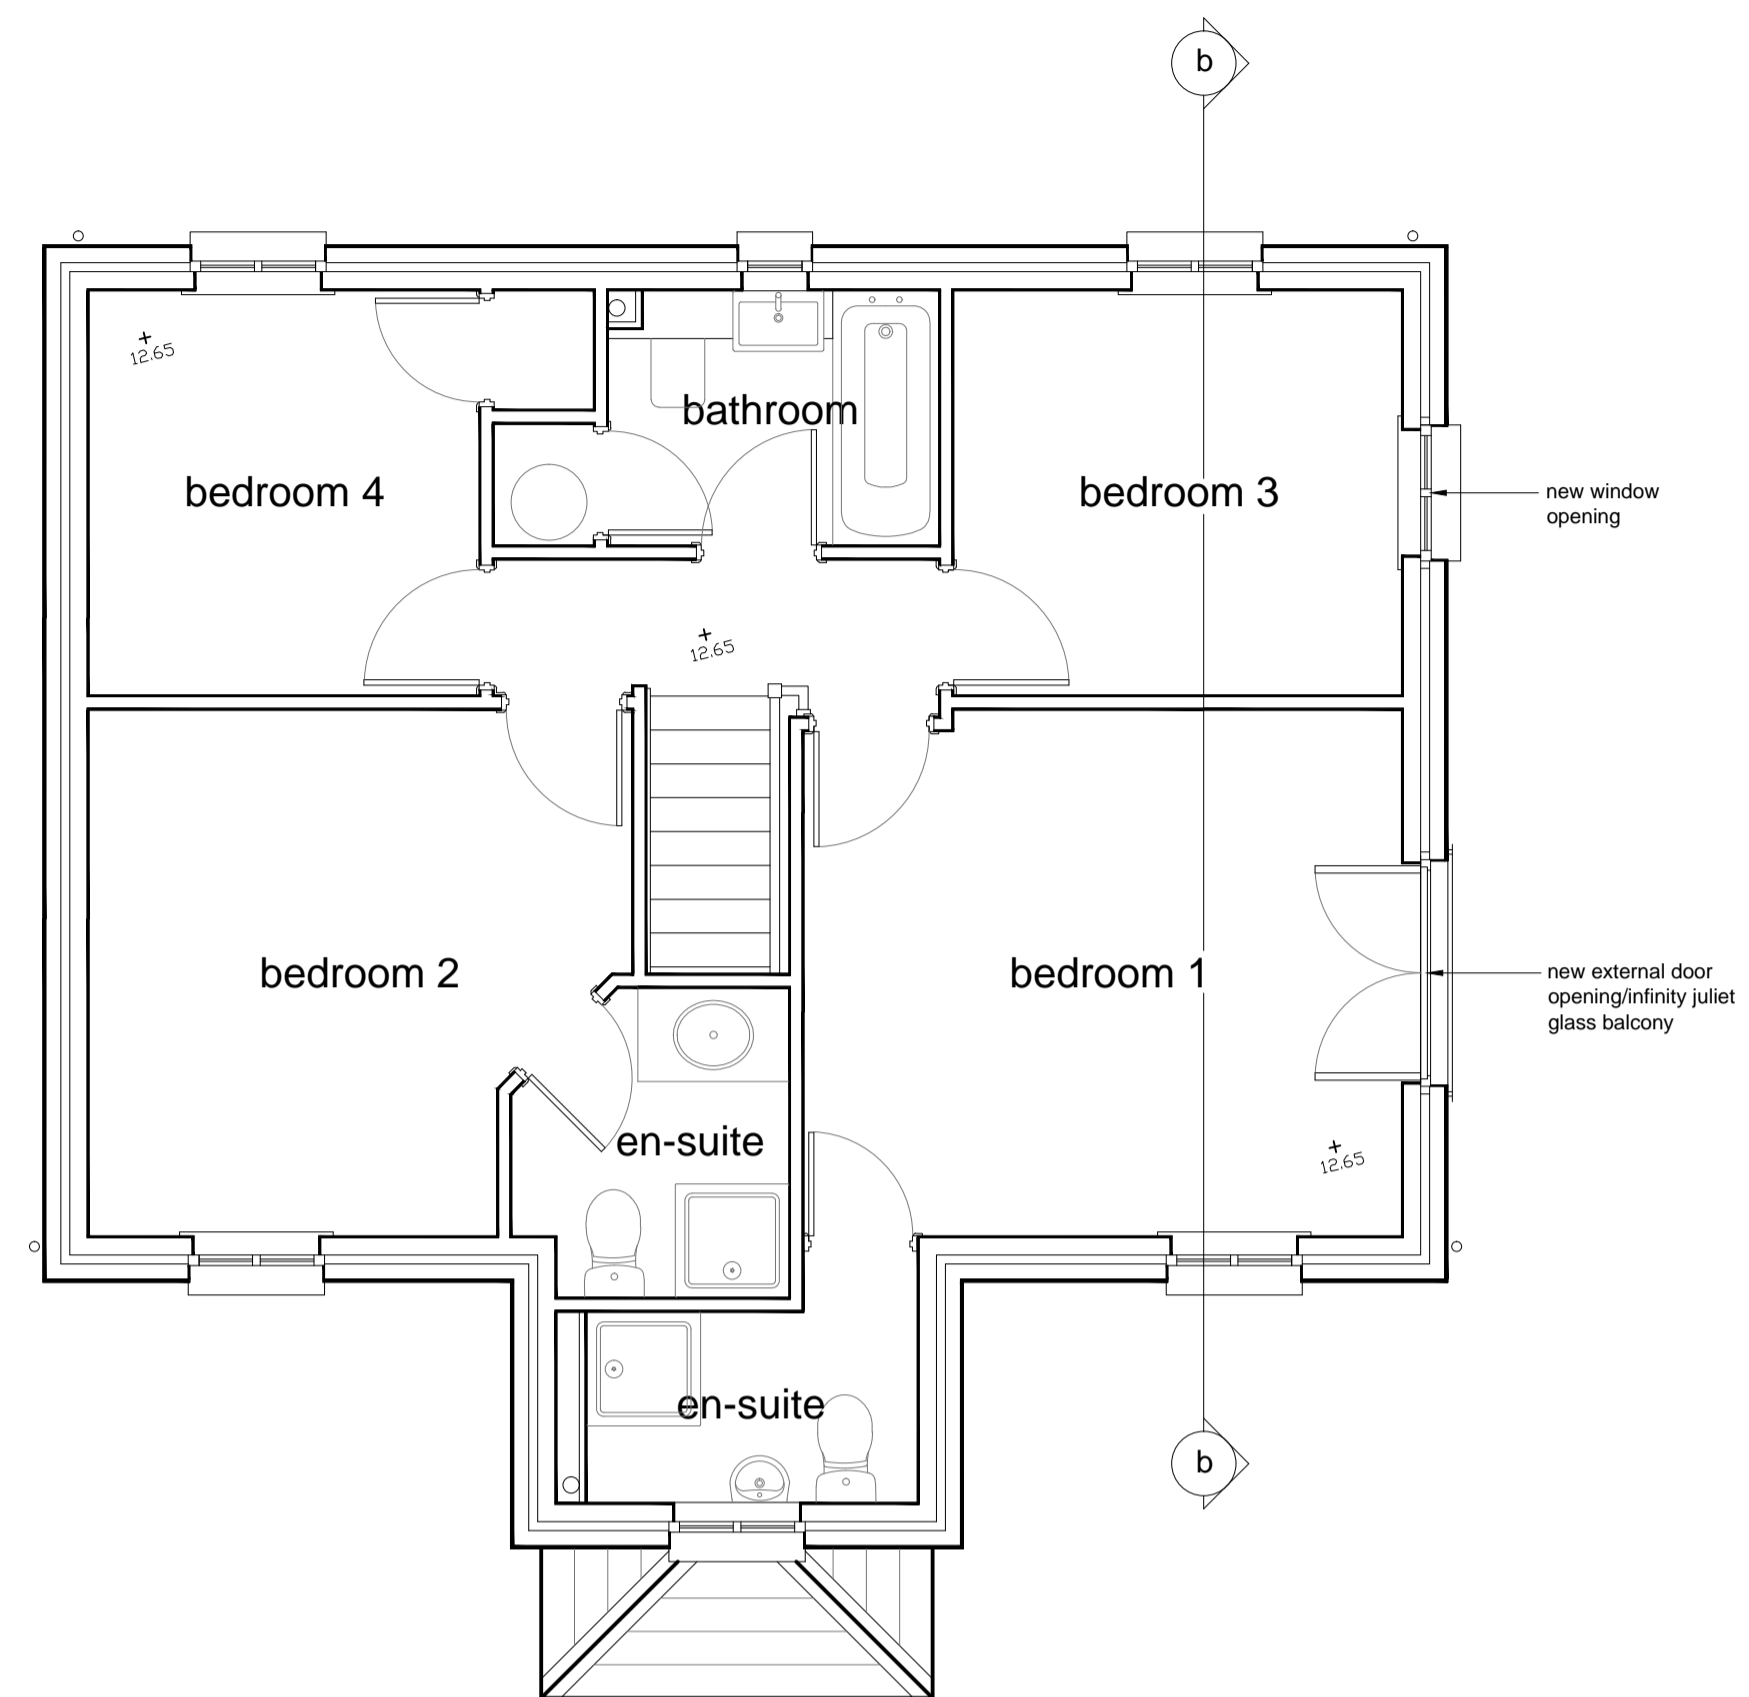 b
12.65
bathroom
bedroom 4
bedroom 3
new window
opening
12.65
bedroom 2
bedroom 1
new external door
opening/infinity juliet
glass balcony
en-suite
12.65
en-suite
b